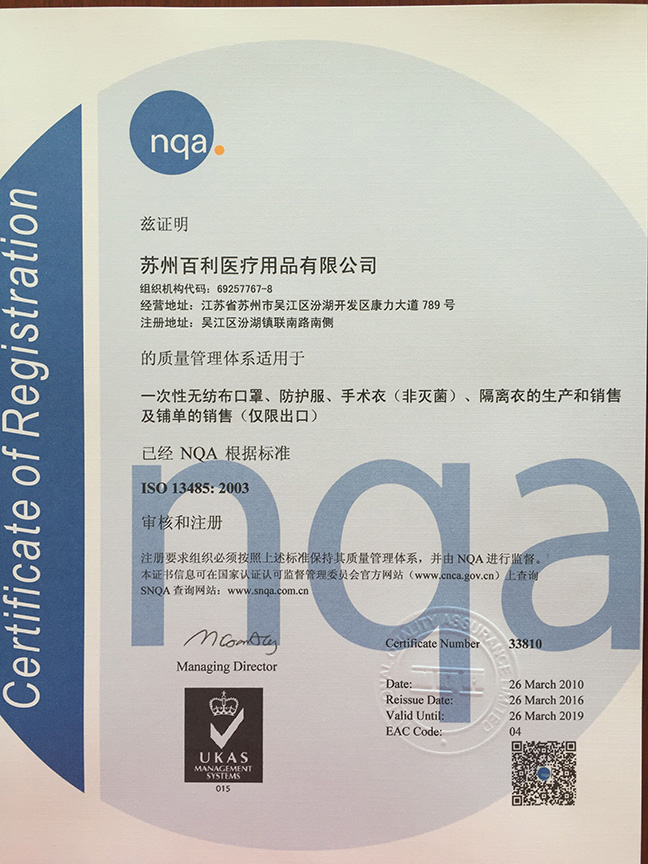 Certificate of Registration
nqa.
兹证明
苏州百利医疗用品有限公司
组织机构代码：69257767-8
经营地址：江苏省苏州市吴江区汾湖开发区康力大道 789 号
注册地址：吴江区汾湖镇联南路南侧
的质量管理体系适用于
一次性无纺布口罩、防护服、手术衣（非灭菌）、隔离衣的生产和销售
及铺单的销售（仅限出口）
已经 NQA 根据标准
ISO 13485: 2003
审核和注册
nqa
注册要求组织必须按照上述标准保持其质量管理体系，并由 NQA 进行监督。
本证书信息可在国家认证认可监督管理委员会官方网站（www.cnca.gov.cn）上查询
SNQA 查询网站：www.snqa.com.cn
Managing Director
Certificate Number 33810
Date: 26 March 2010
Reissue Date: 26 March 2016
Valid Until: 26 March 2019
EAC Code: 04
UKAS
MANAGEMENT
SYSTEMS
015